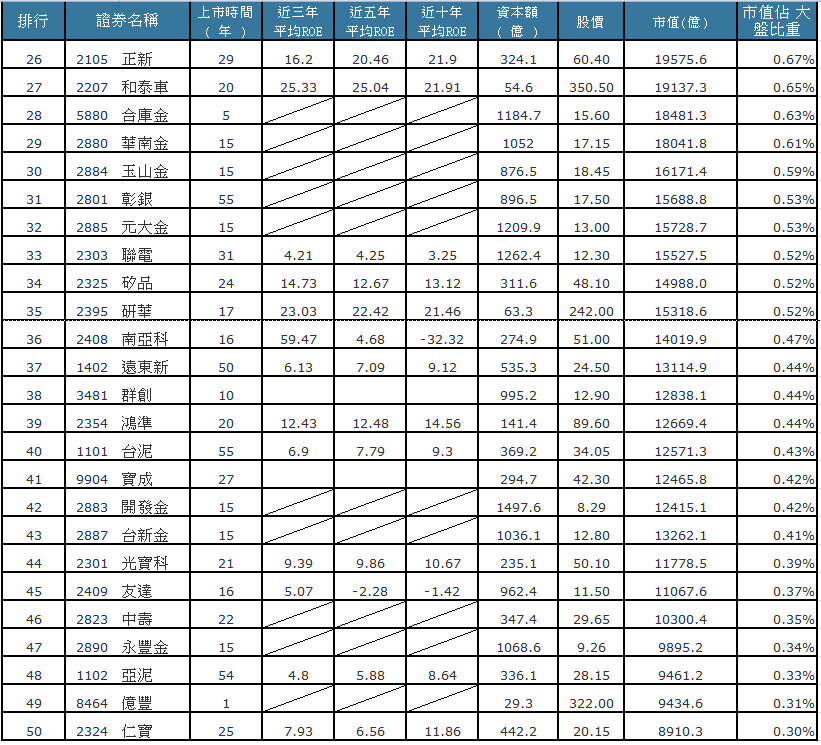 排行 證券名稱 上市時間（年） 近三年平均ROE 近五年平均ROE 近十年平均ROE 資本額（億） 股價 市值(億) 市值佔 大盤比重
26 2105 正新 29 16.2 20.46 21.9 324.1 60.40 19575.6 0.67%
27 2207 和泰車 20 25.33 25.04 21.91 54.6 350.50 19137.3 0.65%
28 5880 合庫金 5 1184.7 15.60 18481.3 0.63%
29 2880 華南金 15 1052 17.15 18041.8 0.61%
30 2884 玉山金 15 876.5 18.45 16171.4 0.59%
31 2801 彰銀 55 896.5 17.50 15688.8 0.53%
32 2885 元大金 15 1209.9 13.00 15728.7 0.53%
33 2303 聯電 31 4.21 4.25 3.25 1262.4 12.30 15527.5 0.52%
34 2325 矽品 24 14.73 12.67 13.12 311.6 48.10 14988.0 0.52%
35 2395 研華 17 23.03 22.42 21.46 63.3 242.00 15318.6 0.52%
36 2408 南亞科 16 59.47 4.68 -32.32 274.9 51.00 14019.9 0.47%
37 1402 遠東新 50 6.13 7.09 9.12 535.3 24.50 13114.9 0.44%
38 3481 群創 10 995.2 12.90 12838.1 0.44%
39 2354 鴻準 20 12.43 12.48 14.56 141.4 89.60 12669.4 0.44%
40 1101 台泥 55 6.9 7.79 9.3 369.2 34.05 12571.3 0.43%
41 9904 寶成 27 294.7 42.30 12465.8 0.42%
42 2883 開發金 15 1497.6 8.29 12415.1 0.42%
43 2887 台新金 15 1036.1 12.80 13262.1 0.41%
44 2301 光寶科 21 9.39 9.86 10.67 235.1 50.10 11778.5 0.39%
45 2409 友達 16 5.07 -2.28 -1.42 962.4 11.50 11067.6 0.37%
46 2823 中壽 22 347.4 29.65 10300.4 0.35%
47 2890 永豐金 15 1068.6 9.26 9895.2 0.34%
48 1102 亞泥 54 4.8 5.88 8.64 336.1 28.15 9461.2 0.33%
49 8464 億豐 1 29.3 322.00 9434.6 0.31%
50 2324 仁寶 25 7.93 6.56 11.86 442.2 20.15 8910.3 0.30%